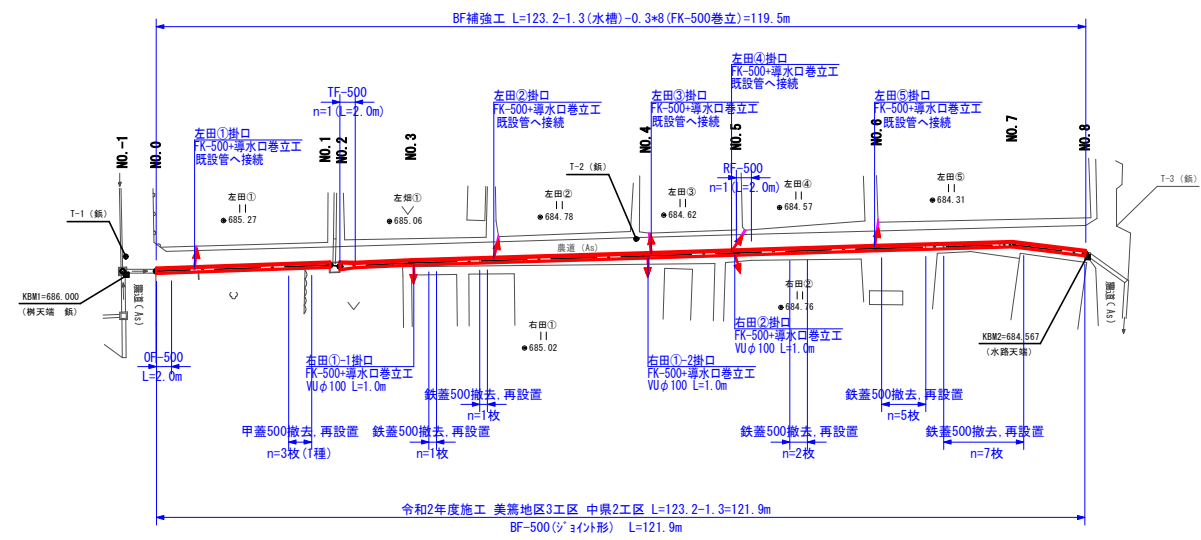 BF補強工 L=123.2-1.3(水槽)-0.3*8(FK-500巻立)=119.5m
左田④掛口
FK-500+導水口巻立工
既設管へ接続
TF-500
n=1(L=2.0m)
左田②掛口
FK-500+導水口巻立工
既設管へ接続
左田③掛口
FK-500+導水口巻立工
既設管へ接続
左田⑤掛口
FK-500+導水口巻立工
既設管へ接続
左田①掛口
FK-500+導水口巻立工
既設管へ接続
NO.-1
NO.0
NO.1
NO.2
NO.3
NO.4
NO.5
NO.6
NO.7
NO.8
RF-500
n=1(L=2.0m)
T-2 (鋲)
T-3 (鋲)
T-1 (鋲)
左田①
685.27
左畑①
685.06
左田②
684.78
左田③
684.62
左田④
684.57
左田⑤
684.31
農道(As)
KBM1=686.000
(桝天端 鋲)
農道(As)
右田①
685.02
右田②
684.76
農道(As)
KBM2=684.567
(水路天端)
OF-500
L=2.0m
右田①-1掛口
FK-500+導水口巻立工
VUφ100 L=1.0m
右田①-2掛口
FK-500+導水口巻立工
VUφ100 L=1.0m
右田②掛口
FK-500+導水口巻立工
VUφ100 L=1.0m
鉄蓋500撤去,再設置
n=1枚
鉄蓋500撤去,再設置
n=5枚
甲蓋500撤去,再設置
n=3枚(1種)
鉄蓋500撤去,再設置
n=1枚
鉄蓋500撤去,再設置
n=2枚
鉄蓋500撤去,再設置
n=7枚
令和2年度施工 美篶地区3工区 中県2工区 L=123.2-1.3=121.9m
BF-500(ｼﾞｮｲﾝﾄ形) L=121.9m